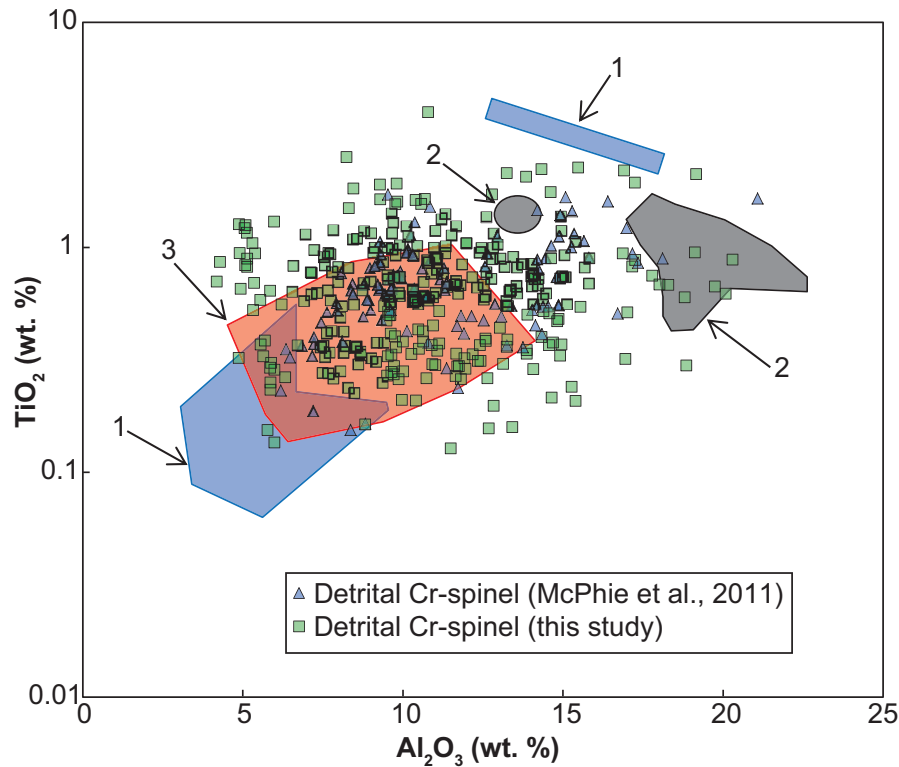 10
1
2
1
3
TiO₂ (wt. %)
0.1
1
2
Detrital Cr-spinel (McPhie et al., 2011)
Detrital Cr-spinel (this study)
0.01
0 5 10 15 20 25
Al₂O₃ (wt. %)